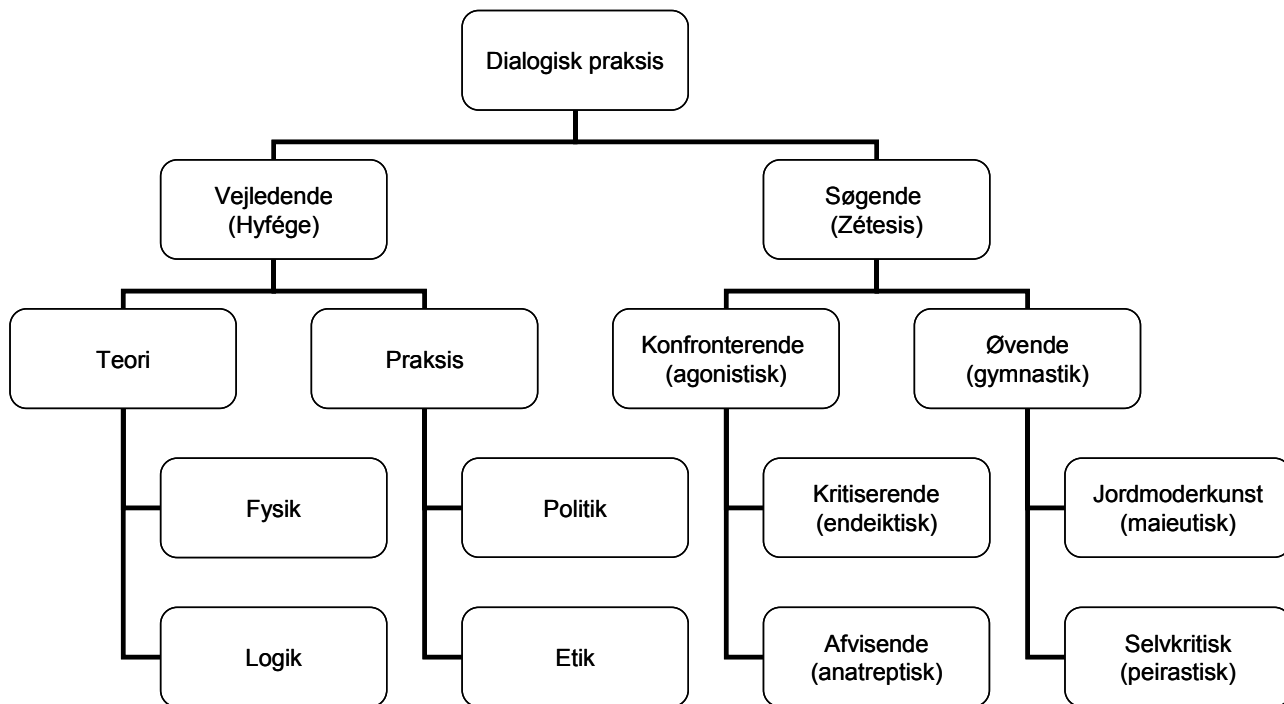 Dialogisk praksis
Vejledende
(Hyfége)
Søgende
(Zétesis)
Teori
Praksis
Konfronterende
(agonistisk)
Øvende
(gymnastik)
Fysik
Politik
Kritiserende
(endeiktisk)
Jordmoderkunst
(maieutisk)
Logik
Etik
Afvisende
(anatreptisk)
Selvkritisk
(peirastisk)